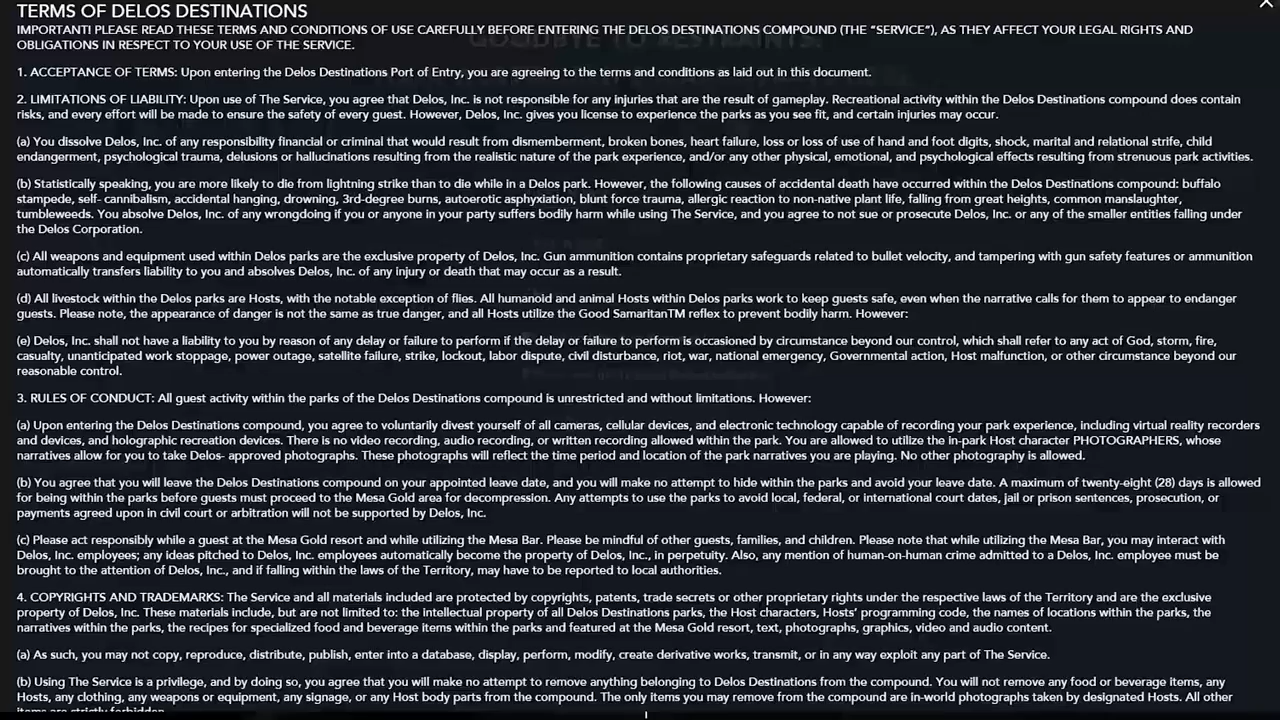 TERMS OF DELOS DESTINATIONS
IMPORTANT! PLEASE READ THESE TERMS AND CONDITIONS OF USE CAREFULLY BEFORE ENTERING THE DELOS DESTINATIONS COMPOUND (THE “SERVICE”), AS THEY AFFECT YOUR LEGAL RIGHTS AND
OBLIGATIONS IN RESPECT TO YOUR USE OF THE SERVICE.
1. ACCEPTANCE OF TERMS: Upon entering the Delos Destinations Port of Entry, you are agreeing to the terms and conditions as laid out in this document.
2. LIMITATIONS OF LIABILITY: Upon use of The Service, you agree that Delos, Inc. is not responsible for any injuries that are the result of gameplay. Recreational activity within the Delos Destinations compound does contain
risks, and every effort will be made to ensure the safety of every guest. However, Delos, Inc. gives you license to experience the parks as you see fit, and certain injuries may occur.
(a) You dissolve Delos, Inc. of any responsibility financial or criminal that would result from dismemberment, broken bones, heart failure, loss or loss of use of hand and foot digits, shock, marital and relational strife, child
endangerment, psychological trauma, delusions or hallucinations resulting from the realistic nature of the park experience, and/or any other physical, emotional, and psychological effects resulting from strenuous park activities.
(b) Statistically speaking, you are more likely to die from lightning strike than to die while in a Delos park. However, the following causes of accidental death have occurred within the Delos Destinations compound: buffalo
stampede, self- cannibalism, accidental hanging, drowning, 3rd-degree burns, autoerotic asphyxiation, blunt force trauma, allergic reaction to non-native plant life, falling from great heights, common manslaughter,
tumbleweeds. You absolve Delos, Inc. of any wrongdoing if you or anyone in your party suffers bodily harm while using The Service, and you agree to not sue or prosecute Delos, Inc. or any of the smaller entities falling under
the Delos Corporation.
(c) All weapons and equipment used within Delos parks are the exclusive property of Delos, Inc. Gun ammunition contains proprietary safeguards related to bullet velocity, and tampering with gun safety features or ammunition
automatically transfers liability to you and absolves Delos, Inc. of any injury or death that may occur as a result.
(d) All livestock within the Delos parks are Hosts, with the notable exception of flies. All humanoid and animal Hosts within Delos parks work to keep guests safe, even when the narrative calls for them to appear to endanger
guests. Please note, the appearance of danger is not the same as true danger, and all Hosts utilize the Good SamaritanTM reflex to prevent bodily harm. However:
(e) Delos, Inc. shall not have a liability to you by reason of any delay or failure to perform if the delay or failure to perform is occasioned by circumstance beyond our control, which shall refer to any act of God, storm, fire,
casualty, unanticipated work stoppage, power outage, satellite failure, strike, lockout, labor dispute, civil disturbance, riot, war, national emergency, Governmental action, Host malfunction, or other circumstance beyond our
reasonable control.
3. RULES OF CONDUCT: All guest activity within the parks of the Delos Destinations compound is unrestricted and without limitations. However:
(a) Upon entering the Delos Destinations compound, you agree to voluntarily divest yourself of all cameras, cellular devices, and electronic technology capable of recording your park experience, including virtual reality recorders
and devices, and holographic recreation devices. There is no video recording, audio recording, or written recording allowed within the park. You are allowed to utilize the in-park Host character PHOTOGRAPHERS, whose
narratives allow for you to take Delos- approved photographs. These photographs will reflect the time period and location of the park narratives you are playing. No other photography is allowed.
(b) You agree that you will leave the Delos Destinations compound on your appointed leave date, and you will make no attempt to hide within the parks and avoid your leave date. A maximum of twenty-eight (28) days is allowed
for being within the parks before guests must proceed to the Mesa Gold area for decompression. Any attempts to use the parks to avoid local, federal, or international court dates, jail or prison sentences, prosecution, or
payments agreed upon in civil court or arbitration will not be supported by Delos, Inc.
(c) Please act responsibly while a guest at the Mesa Gold resort and while utilizing the Mesa Bar. Please be mindful of other guests, families, and children. Please note that while utilizing the Mesa Bar, you may interact with
Delos, Inc. employees; any ideas pitched to Delos, Inc. employees automatically become the property of Delos, Inc., in perpetuity. Also, any mention of human-on-human crime admitted to a Delos, Inc. employee must be
brought to the attention of Delos, Inc., and if falling within the laws of the Territory, may have to be reported to local authorities.
4. COPYRIGHTS AND TRADEMARKS: The Service and all materials included are protected by copyrights, patents, trade secrets or other proprietary rights under the respective laws of the Territory and are the exclusive
property of Delos, Inc. These materials include, but are not limited to: the intellectual property of all Delos Destinations parks, the Host characters, Hosts’ programming code, the names of locations within the parks, the
narratives within the parks, the recipes for specialized food and beverage items within the parks and featured at the Mesa Gold resort, text, photographs, graphics, video and audio content.
(a) As such, you may not copy, reproduce, distribute, publish, enter into a database, display, perform, modify, create derivative works, transmit, or in any way exploit any part of The Service.
(b) Using The Service is a privilege, and by doing so, you agree that you will make no attempt to remove anything belonging to Delos Destinations from the compound. You will not remove any food or beverage items, any
Hosts, any clothing, any weapons or equipment, any signage, or any Host body parts from the compound. The only items you may remove from the compound are in-world photographs taken by designated Hosts. All other
items are strictly forbidden